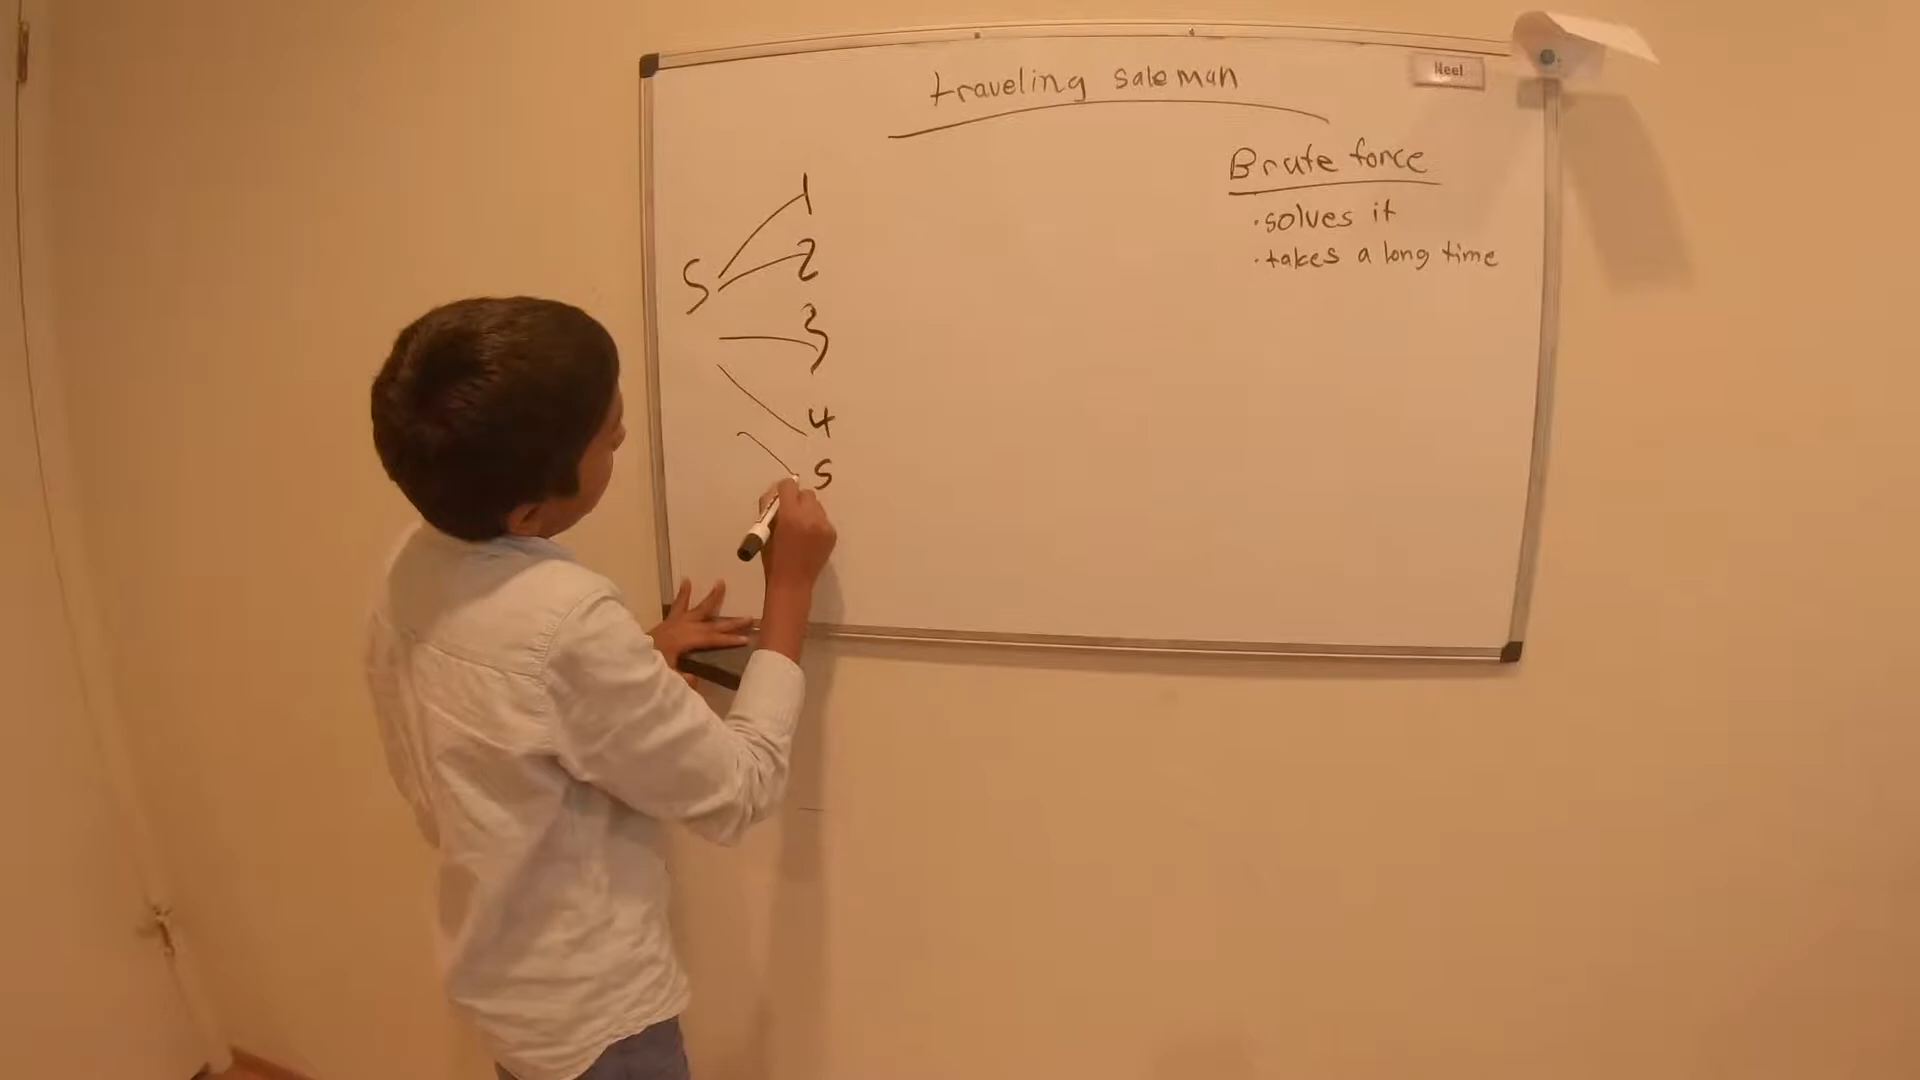 traveling saleman
Neel
Brute force
· solves it
· takes a long time
S
1
2
3
4
5